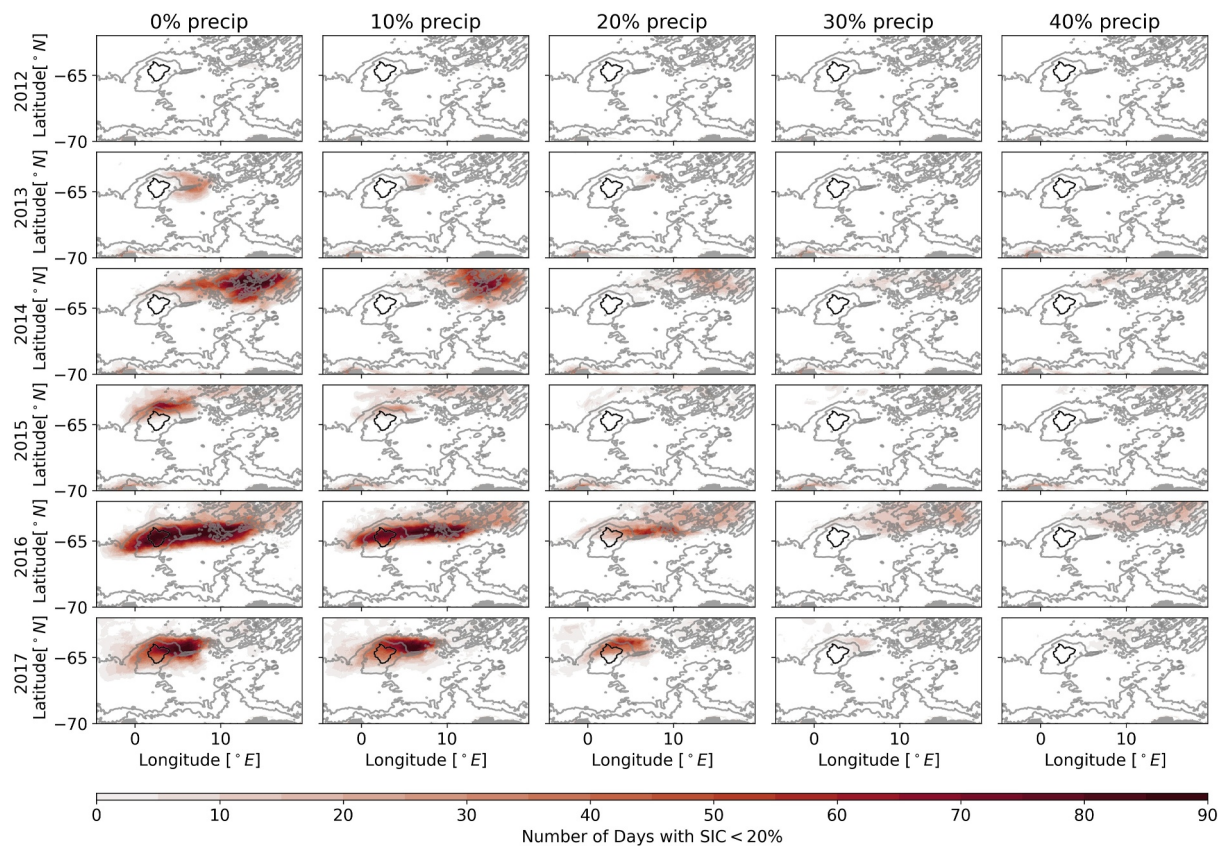 0% precip 10% precip 20% precip 30% precip 40% precip
2012
Latitude[°N]
−65
−70
2013
Latitude[°N]
−65
−70
2014
Latitude[°N]
−65
−70
2015
Latitude[°N]
−65
−70
2016
Latitude[°N]
−65
−70
2017
Latitude[°N]
−65
−70
0 10 0 10 0 10 0 10 0 10
Longitude [°E] Longitude [°E] Longitude [°E] Longitude [°E] Longitude [°E]
0 10 20 30 40 50 60 70 80 90
Number of Days with SIC < 20%